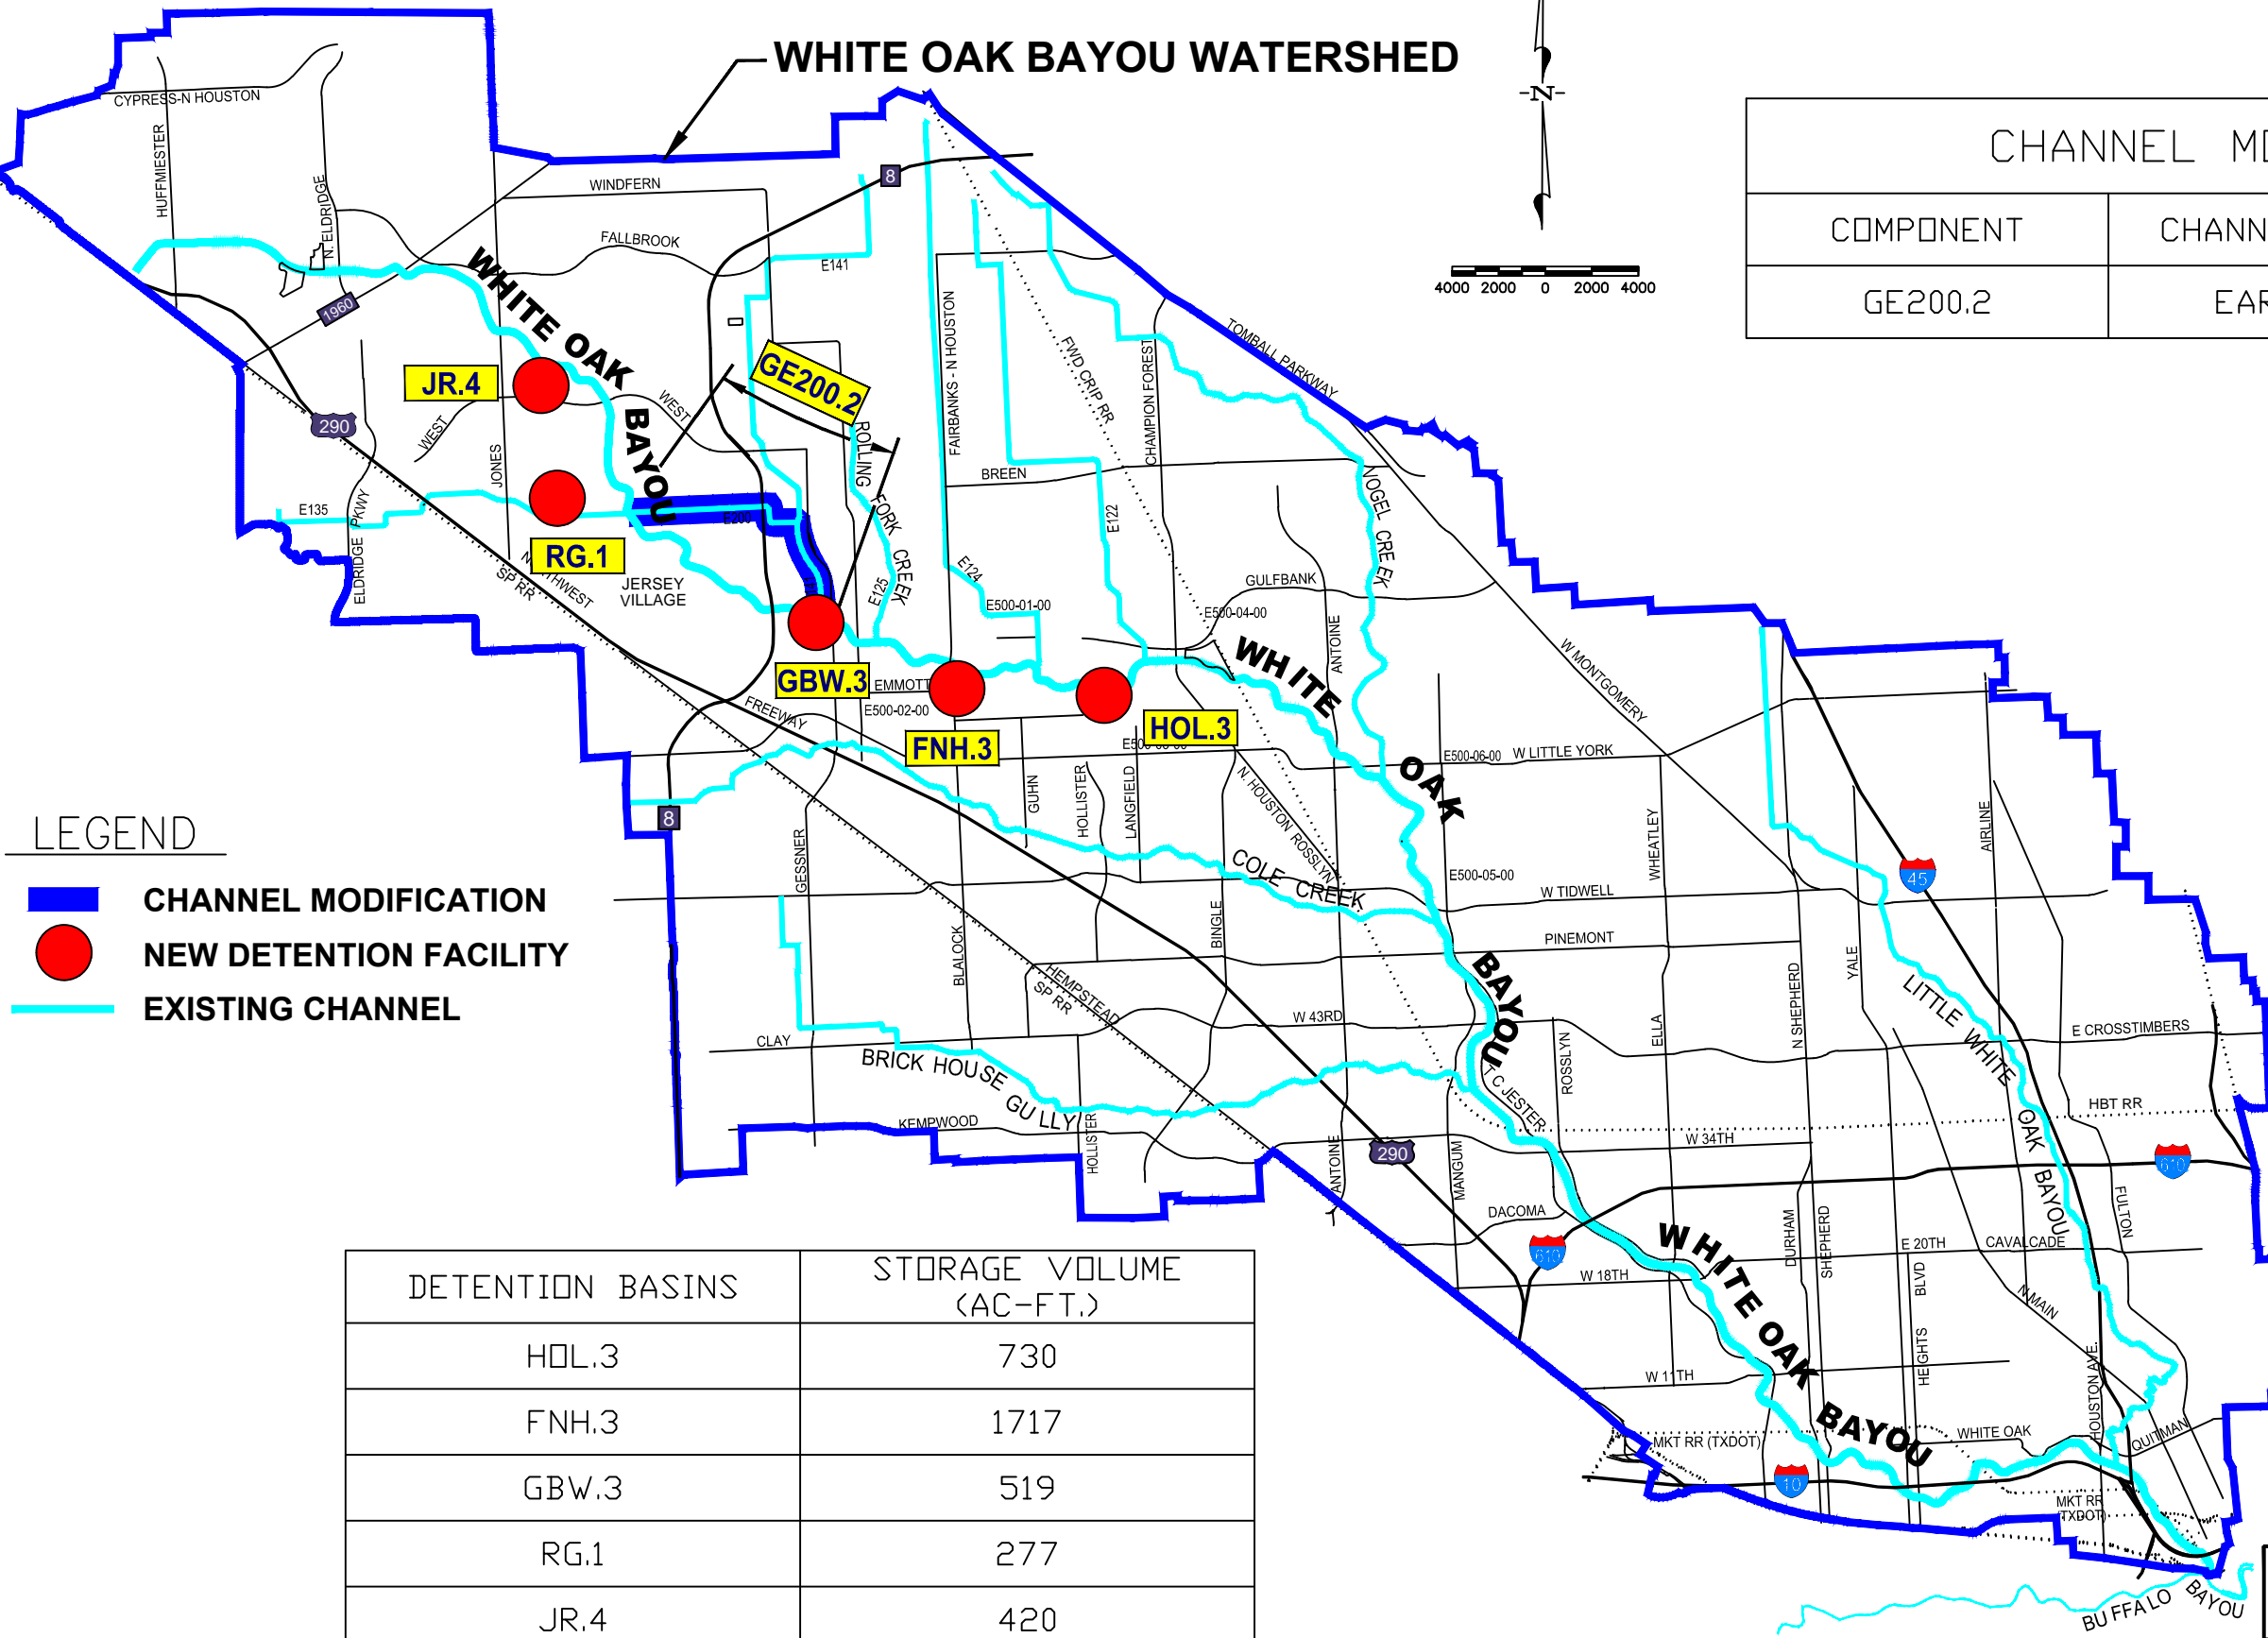 WHITE OAK BAYOU WATERSHED
-N-
4000 2000 0 2000 4000
CHANNEL
COMPONENT
GE200.2
CYPRESS-N HOUSTON
HUFFMIESTER
N. ELDRIDGE
WINDFERN
FALLBROOK
8
E141
1960
WHITE OAK BAYOU
JR.4
GE200.2
290
WEST
WEST
JONES
ROLLING FORK CREEK
FAIRBANKS - N HOUSTON
FWD CRIP RR
CHAMPION FOREST
TOMBALL PARKWAY
BREEN
VOGEL CREEK
E135
ELDRIDGE PKWY
E200
E122
RG.1
NORTHWEST
SP RR
JERSEY
VILLAGE
E125
E124
E500-01-00
E500-04-00
GULFBANK
ANTOINE
W MONTGOMERY
GBW.3
EMMOTT
E500-02-00
FREEWAY
FNH.3
HOL.3
WHITE OAK BAYOU
E500-06-00
W LITTLE YORK
GUHN
HOLLISTER
LANGFIELD
N. HOUSTON ROSSLYN
WHEATLEY
AIRLINE
8
GESSNER
COLE CREEK
E500-05-00
W TIDWELL
45
LEGEND
CHANNEL MODIFICATION
NEW DETENTION FACILITY
EXISTING CHANNEL
BLALOCK
BINGLE
PINEMONT
N SHEPHERD
YALE
LITTLE WHITE OAK BAYOU
HEMPSTEAD
SP RR
W 43RD
CLAY
BRICK HOUSE GULLY
ROSSLYN
ELLA
E CROSSTIMBERS
T C JESTER
HBT RR
KEMPWOOD
HOLLISTER
ANTOINE
290
MANGUM
W 34TH
610
DACOMA
610
WHITE OAK BAYOU
DURHAM
SHEPHERD
E 20TH
CAVALCADE
FULTON
W 18TH
HEIGHTS BLVD
N MAIN
W 11TH
HOUSTON AVE.
MKT RR (TXDOT)
WHITE OAK
QUITMAN
10
MKT RR
(TXDOT)
BUFFALO BAYOU
DETENTION BASINS
STORAGE VOLUME
(AC-FT.)
HOL.3 730
FNH.3 1717
GBW.3 519
RG.1 277
JR.4 420